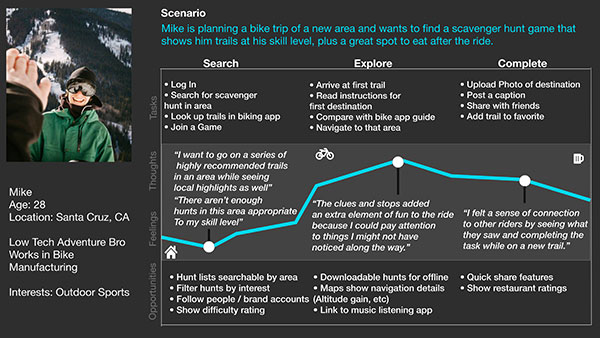 Scenario
Mike is planning a bike trip of a new area and wants to find a scavenger hunt game that
shows him trails at his skill level, plus a great spot to eat after the ride.
Search
Explore
Complete
Tasks
• Log In
• Search for scavenger
hunt in area
• Look up trails in biking app
• Join a Game
• Arrive at first trail
• Read instructions for
first destination
• Compare with bike app guide
• Navigate to that area
• Upload Photo of destination
• Post a caption
• Share with friends
• Add trail to favorite
Thoughts
Feelings
“I want to go on a series of
highly recommended trails
in an area while seeing
local highlights as well”
“There aren’t enough
hunts in this area appropriate
To my skill level”
“The clues and stops added
an extra element of fun to the ride
because I could pay attention
to things I might not have
noticed along the way.”
“I felt a sense of connection
to other riders by seeing what
they saw and completing the
task while on a new trail.”
Mike
Age: 28
Location: Santa Cruz, CA
Low Tech Adventure Bro
Works in Bike
Manufacturing
Interests: Outdoor Sports
Opportunities
• Hunt lists searchable by area
• Filter hunts by interest
• Follow people / brand accounts
• Show difficulty rating
• Downloadable hunts for offline
• Maps show navigation details
(Altitude gain, etc)
• Link to music listening app
• Quick share features
• Show restaurant ratings